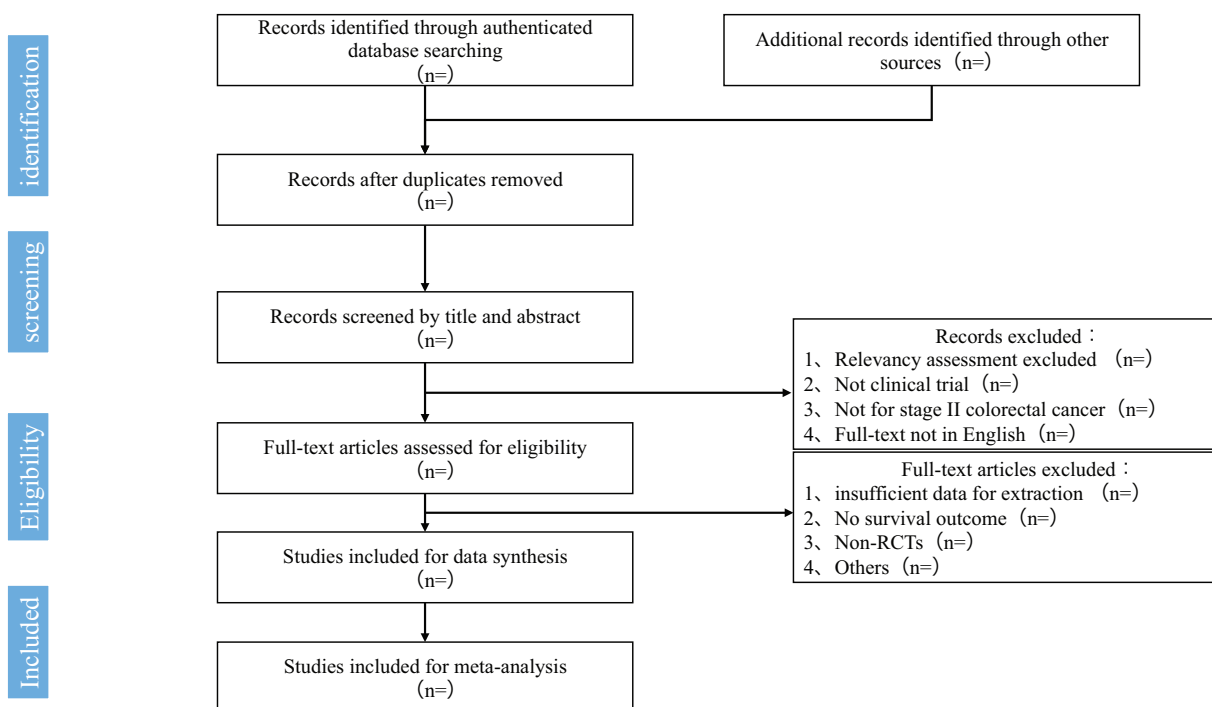 identification
Records identified through authenticated
database searching
（n=）
Additional records identified through other
sources（n=）
Records after duplicates removed
（n=）
screening
Records screened by title and abstract
（n=）
Records excluded：
1、Relevancy assessment excluded （n=）
2、Not clinical trial（n=）
3、Not for stage II colorectal cancer（n=）
4、Full-text not in English（n=）
Eligibility
Full-text articles assessed for eligibility
（n=）
Full-text articles excluded：
1、insufficient data for extraction （n=）
2、No survival outcome（n=）
3、Non-RCTs（n=）
4、Others（n=）
Studies included for data synthesis
（n=）
Included
Studies included for meta-analysis
（n=）